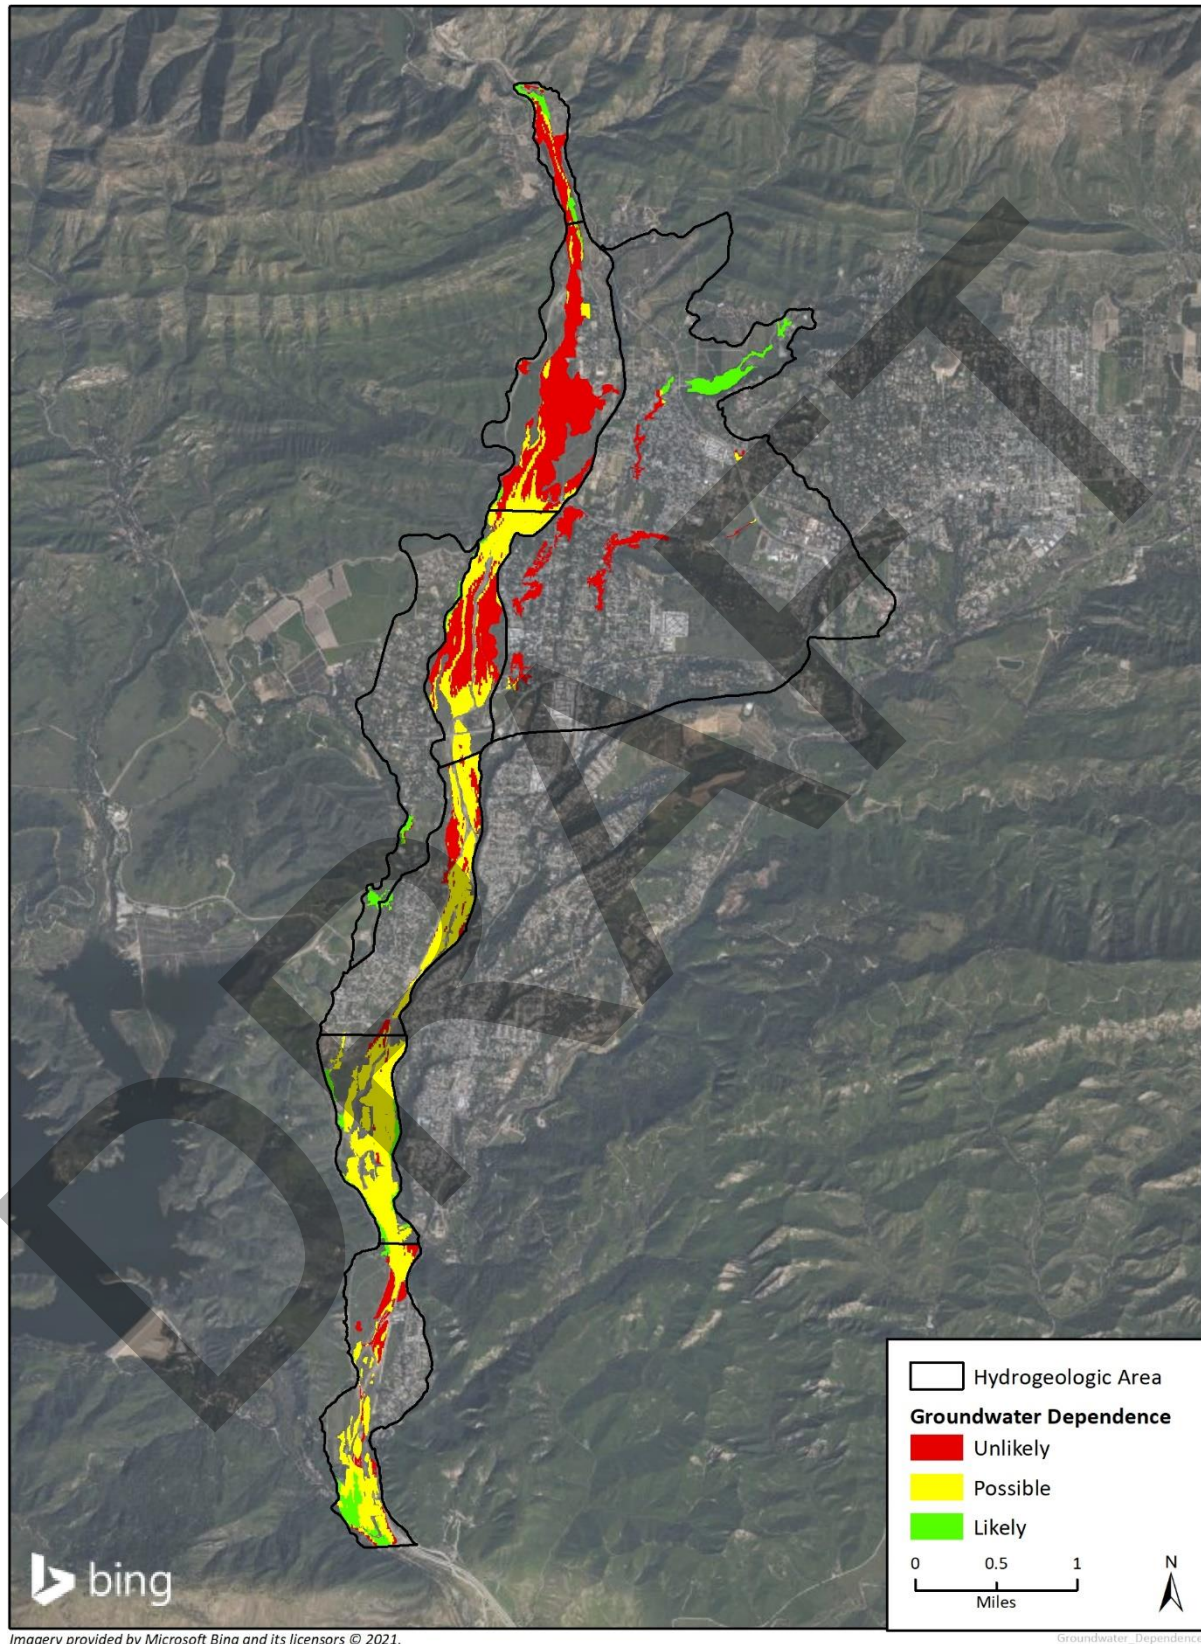 DRAFT
Hydrogeologic Area
Groundwater Dependence
Unlikely
Possible
Likely
0 0.5 1
Miles
N
bing
Imagery provided by Microsoft Bing and its licensors © 2021.
Groundwater_Dependence